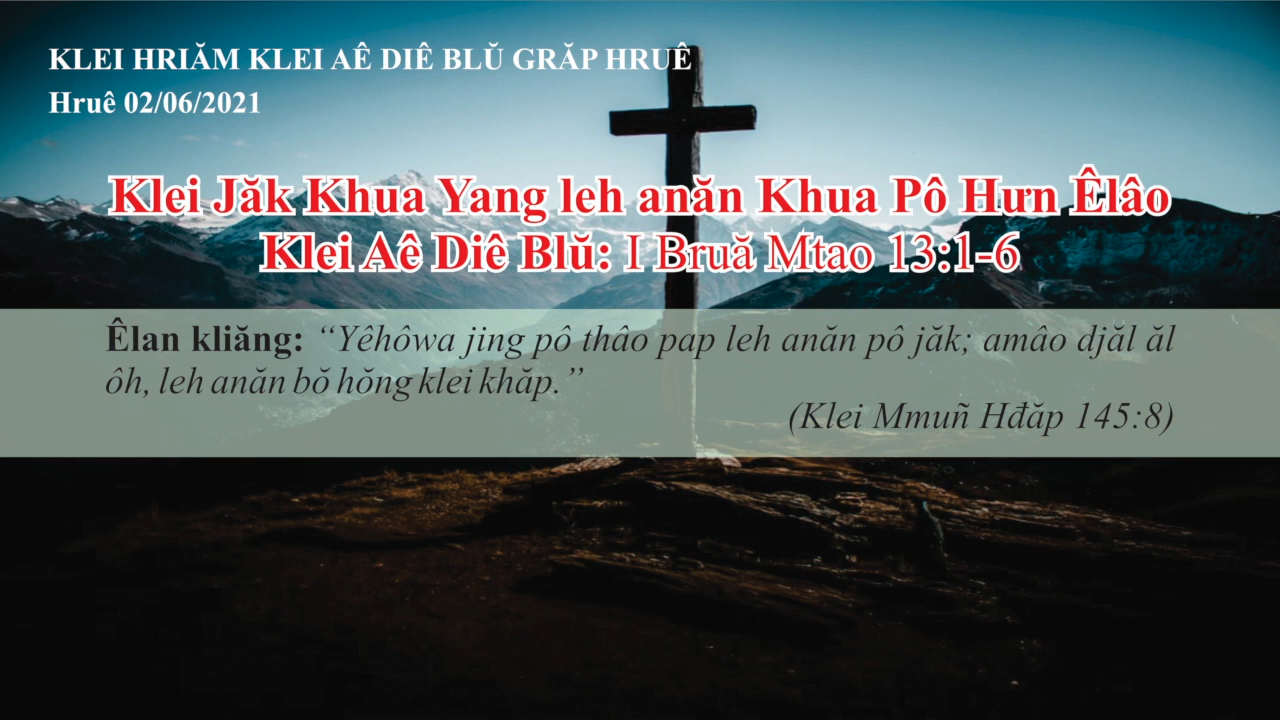 KLEI HRIĂM KLEI AÊ DIÊ BLŬ GRĂP HRUÊ
Hruê 02/06/2021
Klei Jăk Khua Yang leh anăn Khua Pô Hưn Êlâo
Klei Aê Diê Blŭ: I Bruă Mtao 13:1-6
Êlan kliăng: “Yêhôwa jing pô thâo pap leh anăn pô jăk; amâo djăl ăl
ôh, leh anăn bŏ hŏng klei khăp.”
(Klei Mmuñ Hđăp 145:8)